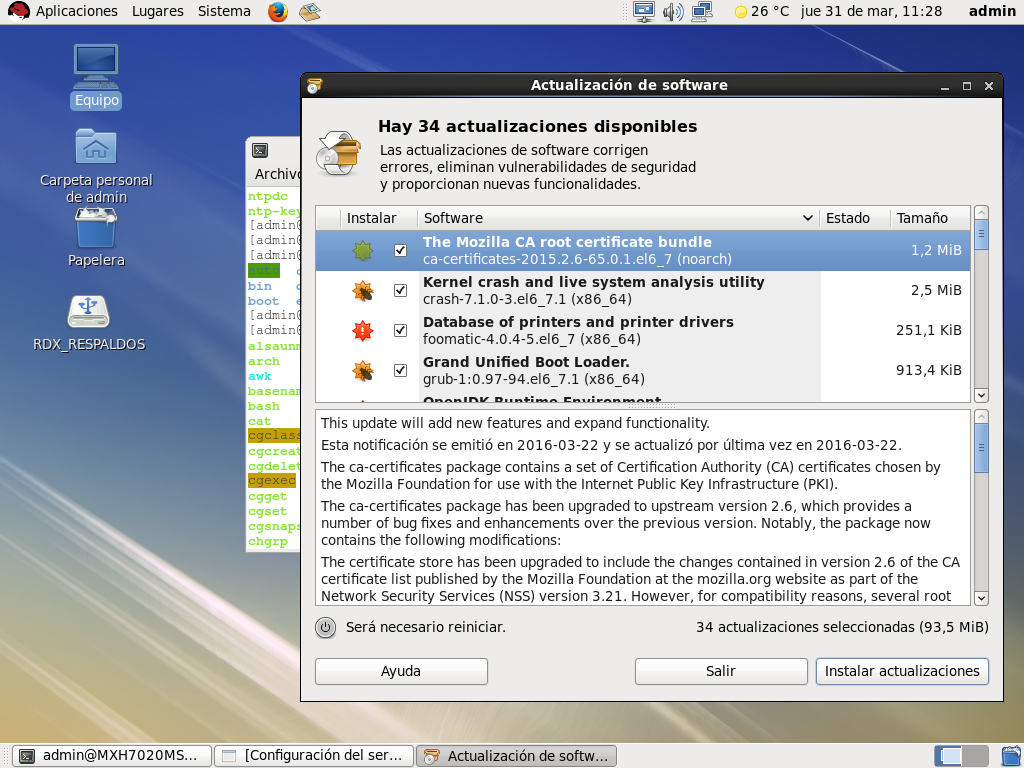 Aplicaciones Lugares Sistema 26 °C jue 31 de mar, 11:28 admin
Equipo
Carpeta personal
de admin
Papelera
RDX_RESPALDOS
Archivo
ntpdc
ntp-key
[admin@
[admin@
[admin@
auto
bin
boot
[admin@
[admin@
alsaunm
arch
awk
basenam
bash
cat
cgclass
cgcreat
cgdelet
cgexec
cgget
cgset
cgsnaps
chgrp
Actualización de software
Hay 34 actualizaciones disponibles
Las actualizaciones de software corrigen
errores, eliminan vulnerabilidades de seguridad
y proporcionan nuevas funcionalidades.
Instalar Software Estado Tamaño
The Mozilla CA root certificate bundle
ca-certificates-2015.2.6-65.0.1.el6_7 (noarch) 1,2 MiB
Kernel crash and live system analysis utility
crash-7.1.0-3.el6_7.1 (x86_64) 2,5 MiB
Database of printers and printer drivers
foomatic-4.0.4-5.el6_7 (x86_64) 251,1 KiB
Grand Unified Boot Loader.
grub-1:0.97-94.el6_7.1 (x86_64) 913,4 KiB
OpenJDK Runtime Environment
This update will add new features and expand functionality.
Esta notificación se emitió en 2016-03-22 y se actualizó por última vez en 2016-03-22.
The ca-certificates package contains a set of Certification Authority (CA) certificates chosen by
the Mozilla Foundation for use with the Internet Public Key Infrastructure (PKI).
The ca-certificates package has been upgraded to upstream version 2.6, which provides a
number of bug fixes and enhancements over the previous version. Notably, the package now
contains the following modifications:
The certificate store has been upgraded to include the changes contained in version 2.6 of the CA
certificate list published by the Mozilla Foundation at the mozilla.org website as part of the
Network Security Services (NSS) version 3.21. However, for compatibility reasons, several root
Será necesario reiniciar. 34 actualizaciones seleccionadas (93,5 MiB)
Ayuda Salir Instalar actualizaciones
admin@MXH7020MS... [Configuración del ser... Actualización de softw...